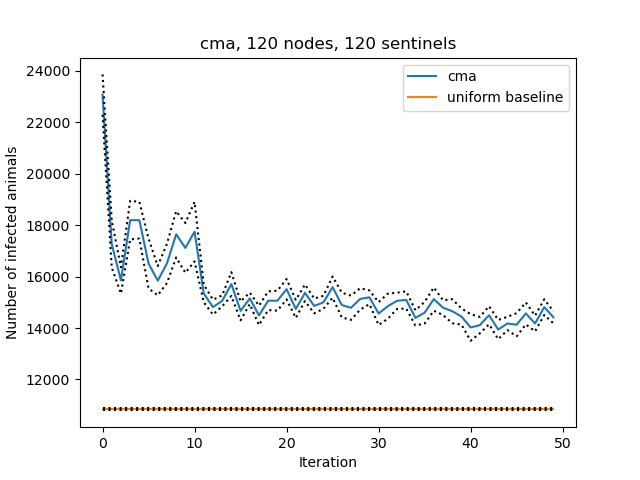 cma, 120 nodes, 120 sentinels
cma
uniform baseline
Number of infected animals
24000
22000
20000
18000
16000
14000
12000
0 10 20 30 40 50
Iteration